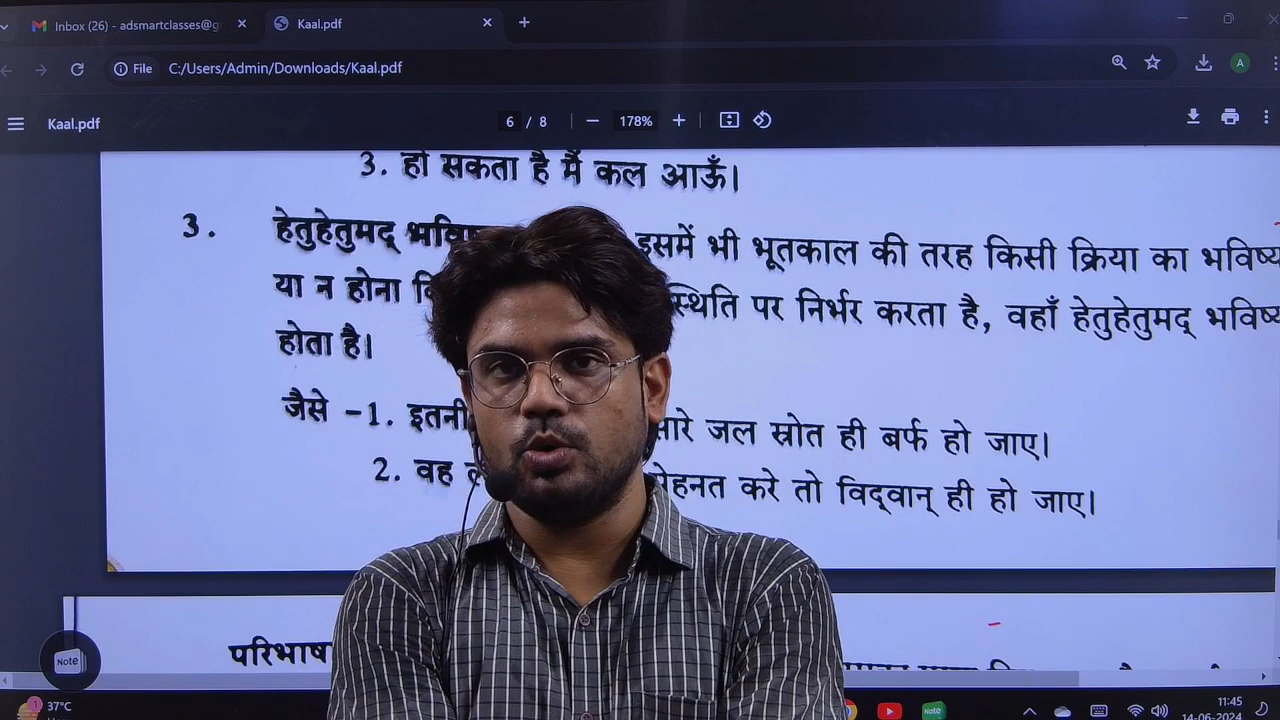 Inbox (26) - adsmartclasses@g
Kaal.pdf
File C:/Users/Admin/Downloads/Kaal.pdf
A
Kaal.pdf
6 / 8 178%
3. हो सकता है मैं कल आऊँ।
3. हेतुहेतुमद् इसमें भी भूतकाल की तरह किसी क्रिया का भविष्य
या न होना पर निर्भर करता है, वहाँ हेतुहेतुमद् भविष्य
होता है।
जैसे -1. इतनी जल स्रोत ही बर्फ हो जाए।
2. वह करे तो विद्वान् ही हो जाए।
Note
1
37°C
Note
11:45
14-06-2024